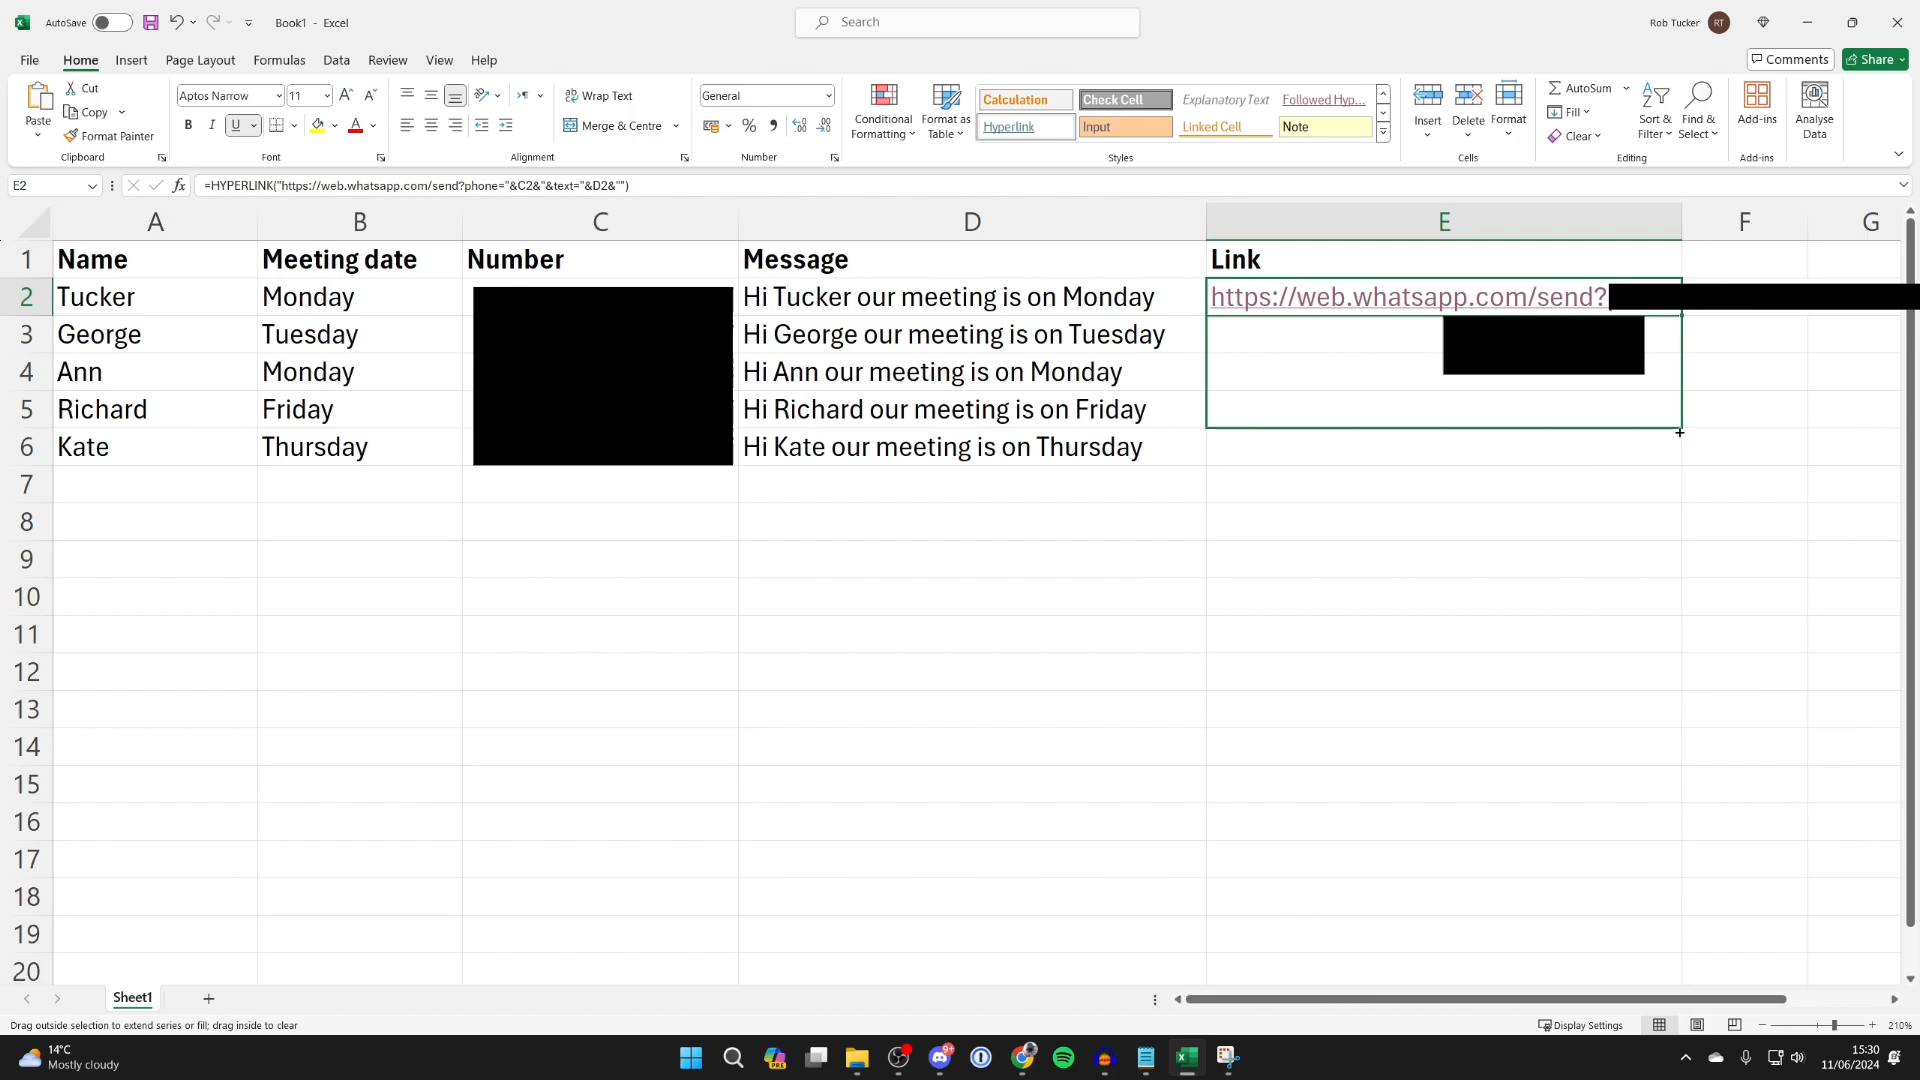 AutoSave
Book1 - Excel
Search
Rob Tucker
RT
File
Home
Insert
Page Layout
Formulas
Data
Review
View
Help
Comments
Share
Paste
Cut
Copy
Format Painter
Clipboard
Aptos Narrow
11
B I U
Font
Wrap Text
Merge & Centre
Alignment
General
Number
Conditional Formatting
Format as Table
Calculation
Check Cell
Explanatory Text
Followed Hyp...
Hyperlink
Input
Linked Cell
Note
Styles
Insert
Delete
Format
Cells
AutoSum
Fill
Clear
Sort & Filter
Find & Select
Editing
Add-ins
Add-ins
Analyse Data
E2
fx
=HYPERLINK("https://web.whatsapp.com/send?phone="&C2&"&text="&D2&"")
A B C D E F G
1 Name Meeting date Number Message Link
2 Tucker Monday Hi Tucker our meeting is on Monday https://web.whatsapp.com/send?
3 George Tuesday Hi George our meeting is on Tuesday
4 Ann Monday Hi Ann our meeting is on Monday
5 Richard Friday Hi Richard our meeting is on Friday
6 Kate Thursday Hi Kate our meeting is on Thursday
7
8
9
10
11
12
13
14
15
16
17
18
19
20
Sheet1
Drag outside selection to extend series or fill; drag inside to clear
Display Settings
210%
14°C
Mostly cloudy
PRE
9+
15:30
11/06/2024